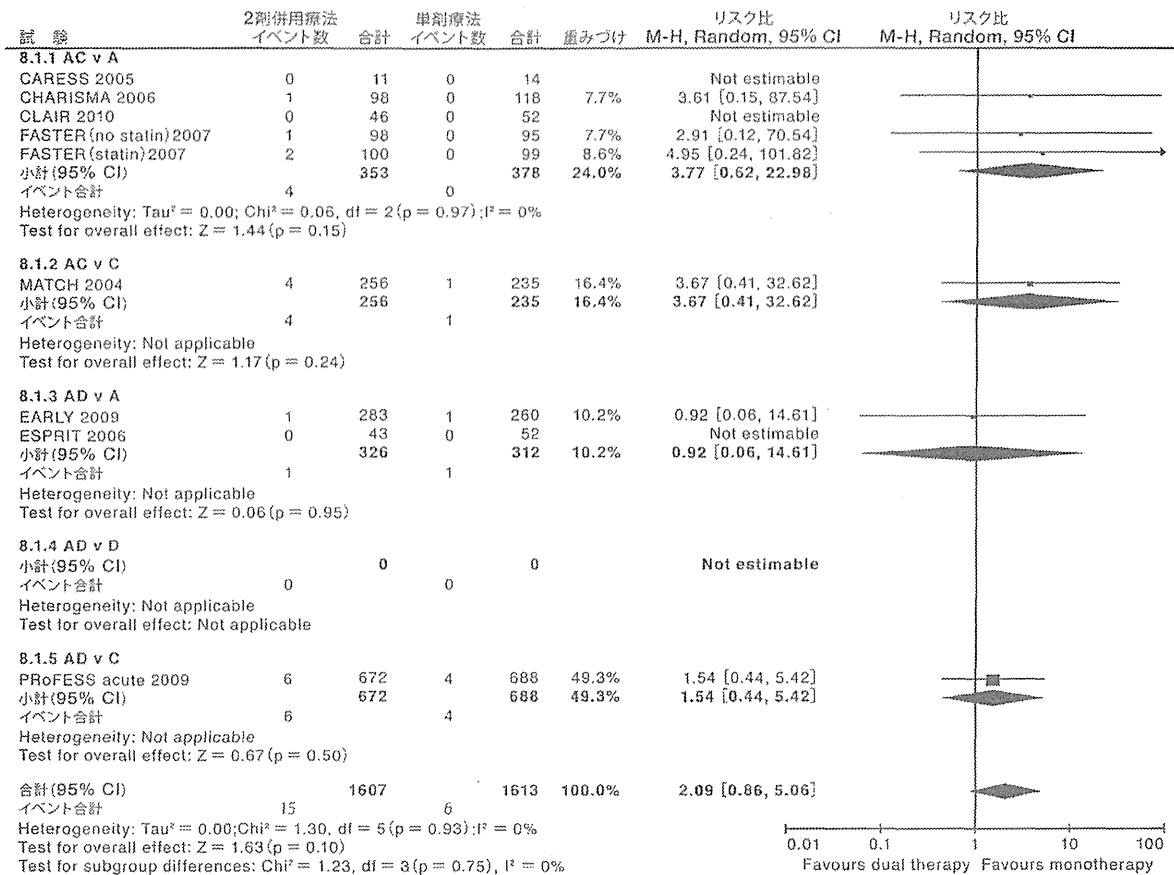 2剤併用療法 単剤療法 リスク比 リスク比
試 験 イベント数 合計 イベント数 合計 重みづけ M-H, Random, 95% CI M-H, Random, 95% CI
8.1.1 AC v A
CARESS 2005 0 11 0 14 Not estimable
CHARISMA 2006 1 98 0 118 7.7% 3.61 [0.15, 87.54]
CLAIR 2010 0 46 0 52 Not estimable
FASTER(no statin)2007 1 98 0 95 7.7% 2.91 [0.12, 70.54]
FASTER(statin)2007 2 100 0 99 8.6% 4.95 [0.24, 101.82]
小計(95% CI) 353 378 24.0% 3.77 [0.62, 22.98]
イベント合計 4 0
Heterogeneity: Tau² = 0.00; Chi² = 0.06, df = 2(p = 0.97);I² = 0%
Test for overall effect: Z = 1.44(p = 0.15)
8.1.2 AC v C
MATCH 2004 4 256 1 235 16.4% 3.67 [0.41, 32.62]
小計(95% CI) 256 235 16.4% 3.67 [0.41, 32.62]
イベント合計 4 1
Heterogeneity: Not applicable
Test for overall effect: Z = 1.17(p = 0.24)
8.1.3 AD v A
EARLY 2009 1 283 1 260 10.2% 0.92 [0.06, 14.61]
ESPRIT 2006 0 43 0 52 Not estimable
小計(95% CI) 326 312 10.2% 0.92 [0.06, 14.61]
イベント合計 1 1
Heterogeneity: Not applicable
Test for overall effect: Z = 0.06(p = 0.95)
8.1.4 AD v D
小計(95% CI) 0 0 Not estimable
イベント合計 0 0
Heterogeneity: Not applicable
Test for overall effect: Not applicable
8.1.5 AD v C
PRoFESS acute 2009 6 672 4 688 49.3% 1.54 [0.44, 5.42]
小計(95% CI) 672 688 49.3% 1.54 [0.44, 5.42]
イベント合計 6 4
Heterogeneity: Not applicable
Test for overall effect: Z = 0.67(p = 0.50)
合計(95% CI) 1607 1613 100.0% 2.09 [0.86, 5.06]
イベント合計 15 6
Heterogeneity: Tau² = 0.00;Chi² = 1.30, df = 5(p = 0.93);I² = 0%
Test for overall effect: Z = 1.63(p = 0.10)
Test for subgroup differences: Chi² = 1.23, df = 3(p = 0.75), I² = 0%
0.01 0.1 1 10 100
Favours dual therapy Favours monotherapy